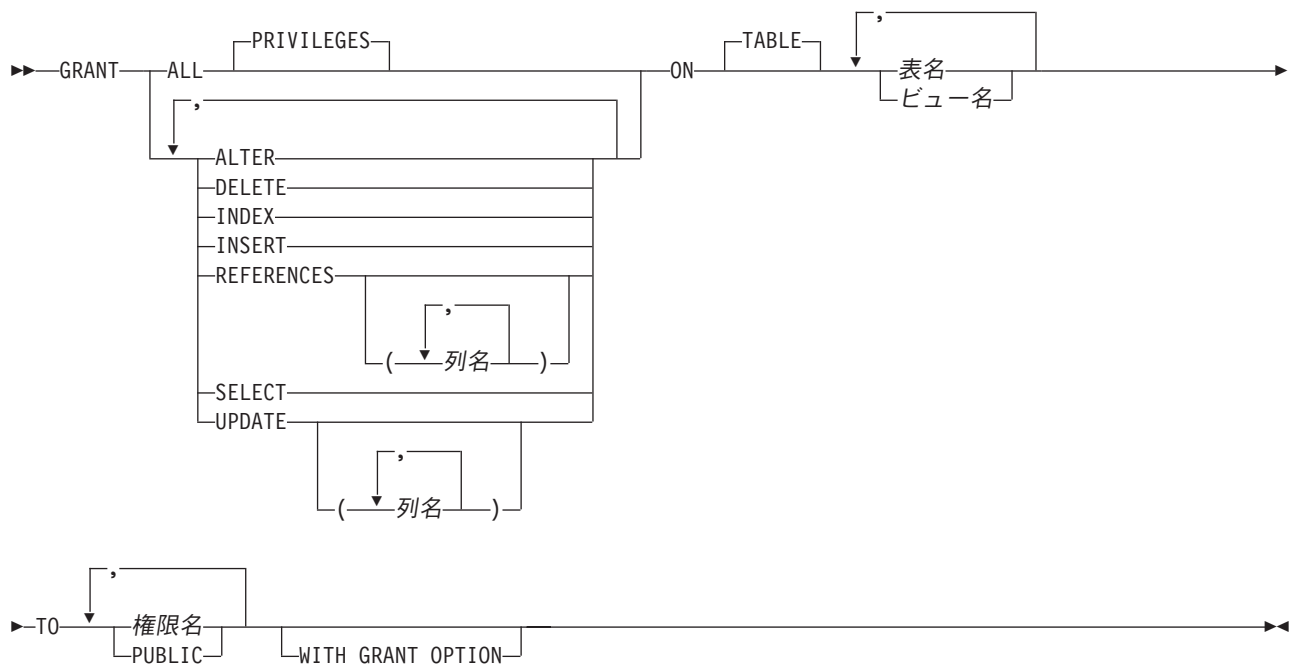 PRIVILEGES TABLE ,
GRANT ALL ON 表名
ビュー名
,
ALTER
DELETE
INDEX
INSERT
REFERENCES
,
( 列名 )
SELECT
UPDATE
,
( 列名 )
,
TO 権限名
PUBLIC WITH GRANT OPTION